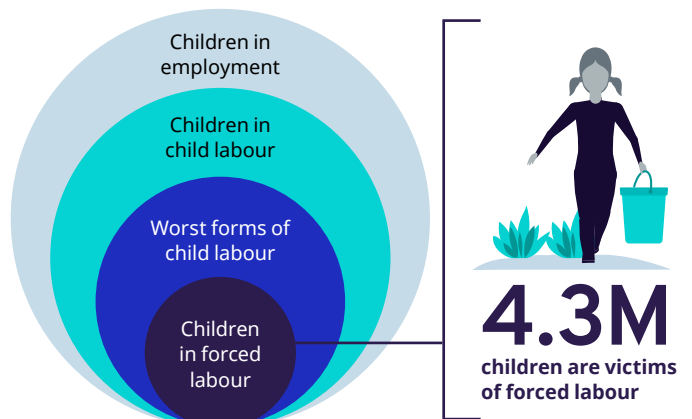 Children in
employment
Children in
child labour
Worst forms of
child labour
Children
in forced
labour
4.3M
children are victims
of forced labour